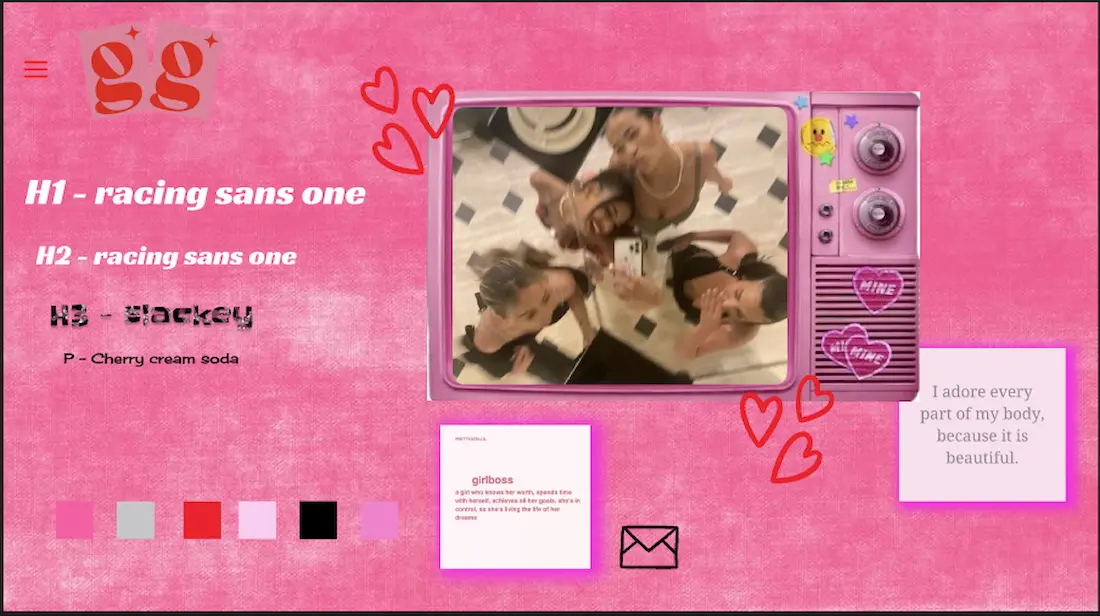 gg
H1 - racing sans one
H2 - racing sans one
H3 - Slackey
P - Cherry cream soda
MINE
MINE
girlboss
a girl who knows her worth, spends time
with herself, achieves all her goals. she's in
control, so she's living the life of her
dreams
I adore every
part of my body,
because it is
beautiful.